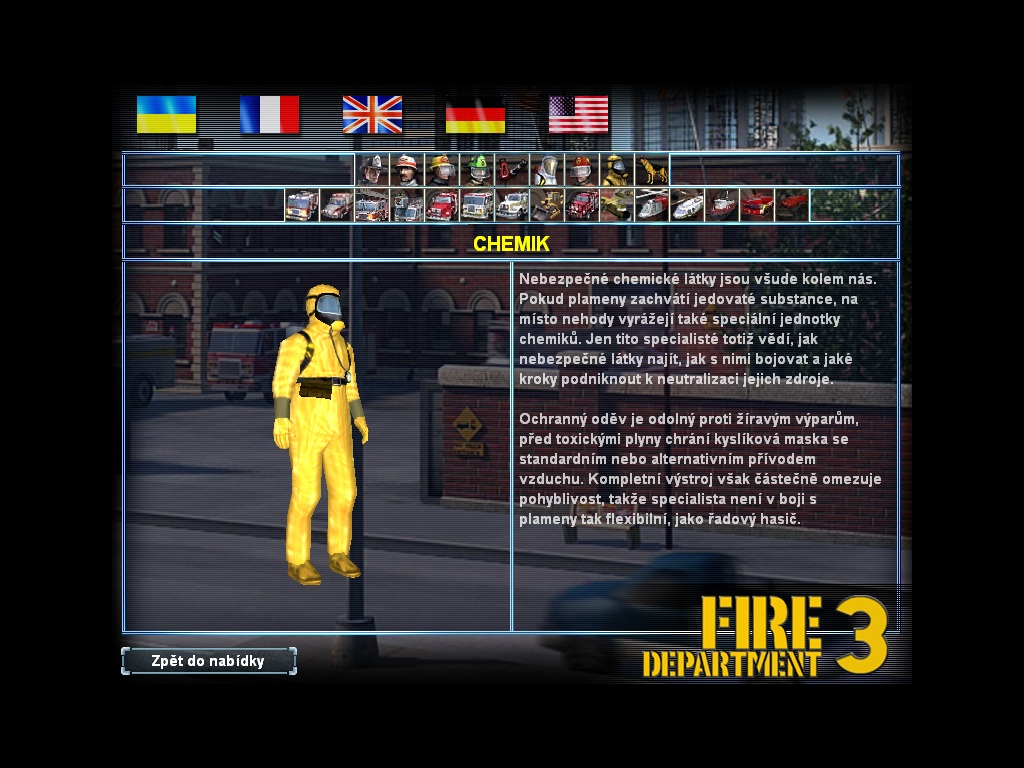 CHEMIK
Nebezpečné chemické látky jsou všude kolem nás.
Pokud plameny zachvátí jedovaté substance, na
místo nehody vyrážejí také speciální jednotky
chemiků. Jen tito specialisté totiž vědí, jak
nebezpečné látky najít, jak s nimi bojovat a jaké
kroky podniknout k neutralizaci jejich zdroje.
Ochranný oděv je odolný proti žíravým výparům,
před toxickými plyny chrání kyslíková maska se
standardním nebo alternativním přívodem
vzduchu. Kompletní výstroj však částečně omezuje
pohyblivost, takže specialista není v boji s
plameny tak flexibilní, jako řadový hasič.
FIRE
DEPARTMENT 3
Zpět do nabídky